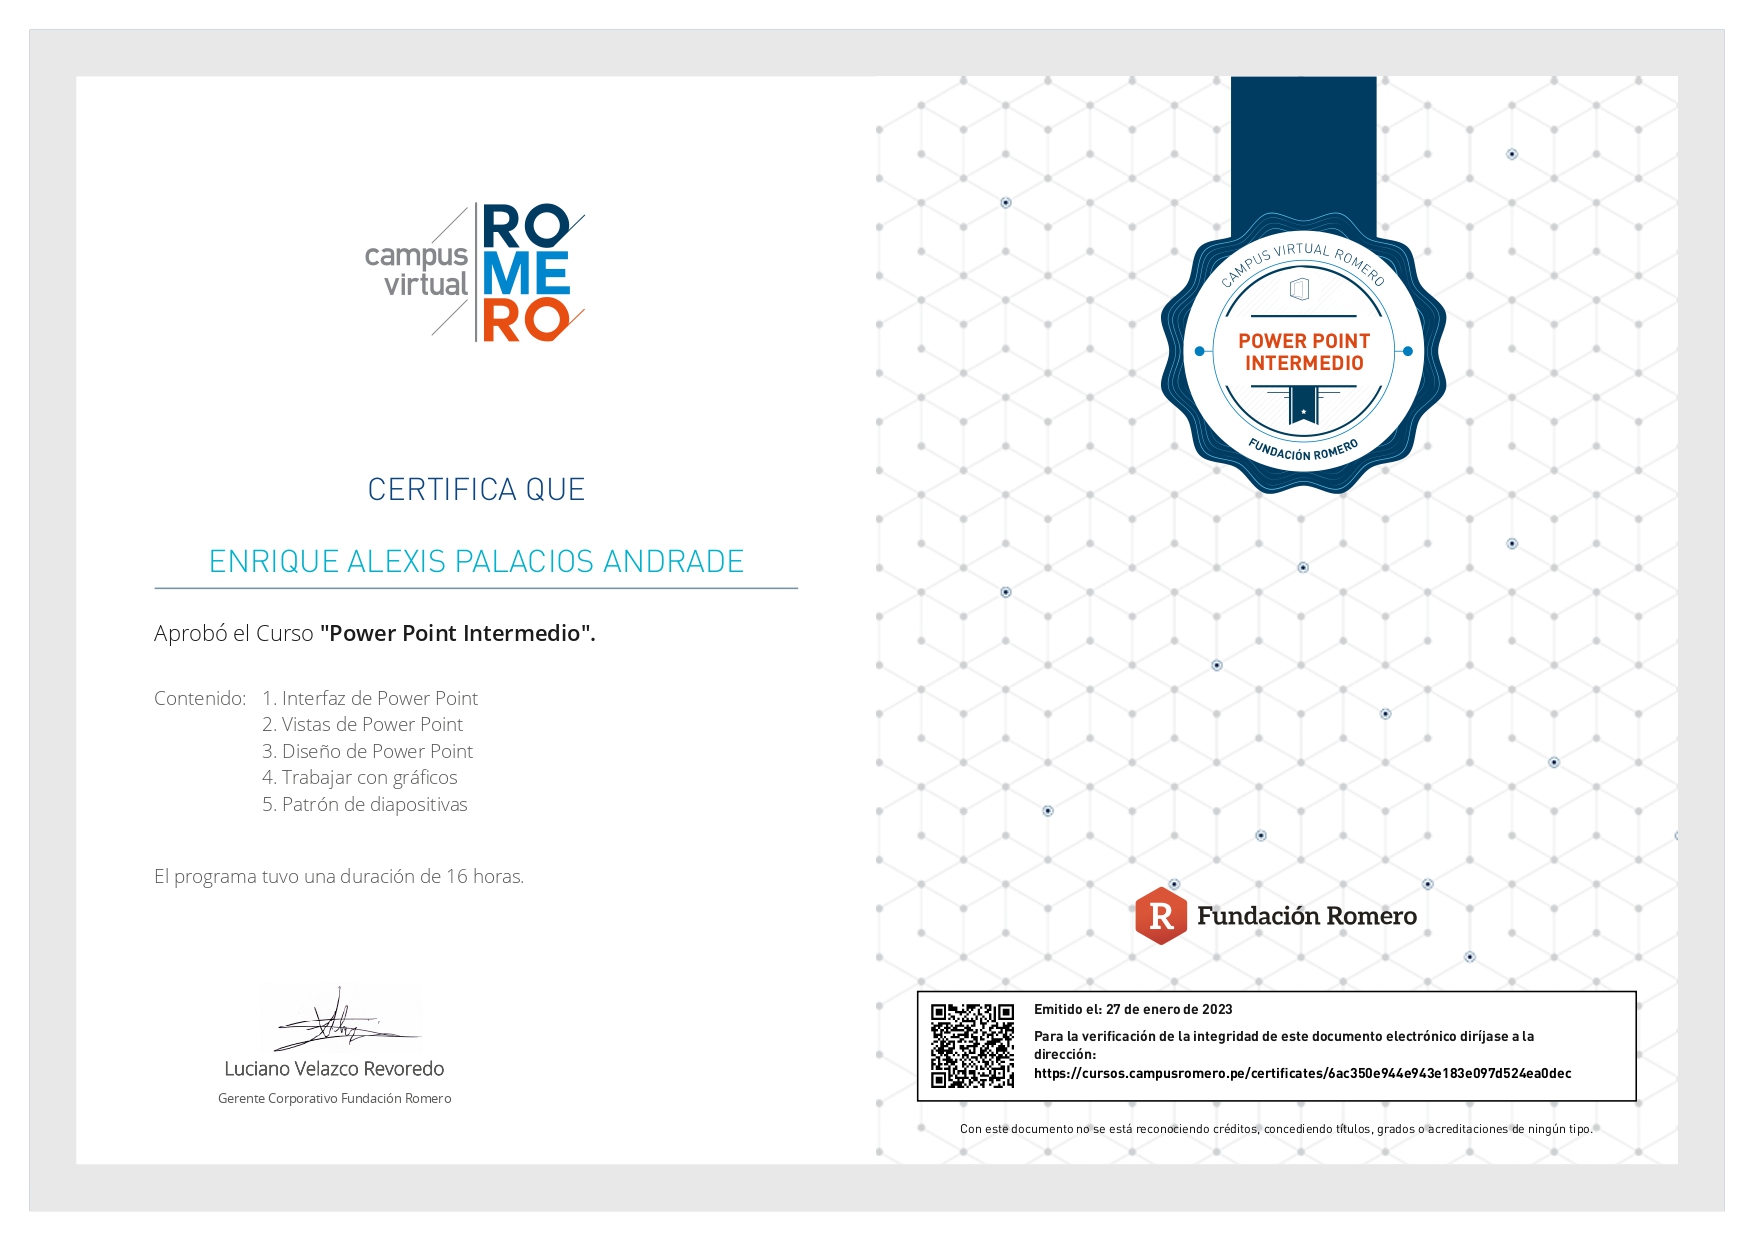 campus
virtual
RO
ME
RO
CERTIFICA QUE
ENRIQUE ALEXIS PALACIOS ANDRADE
Aprobó el Curso "Power Point Intermedio".
Contenido: 1. Interfaz de Power Point
2. Vistas de Power Point
3. Diseño de Power Point
4. Trabajar con gráficos
5. Patrón de diapositivas
El programa tuvo una duración de 16 horas.
Luciano Velazco Revoredo
Gerente Corporativo Fundación Romero
CAMPUS VIRTUAL ROMERO
POWER POINT
INTERMEDIO
FUNDACIÓN ROMERO
R Fundación Romero
Emitido el: 27 de enero de 2023
Para la verificación de la integridad de este documento electrónico diríjase a la
dirección:
https://cursos.campusromero.pe/certificates/6ac350e944e943e183e097d524ea0dec
Con este documento no se está reconociendo créditos, concediendo títulos, grados o acreditaciones de ningún tipo.